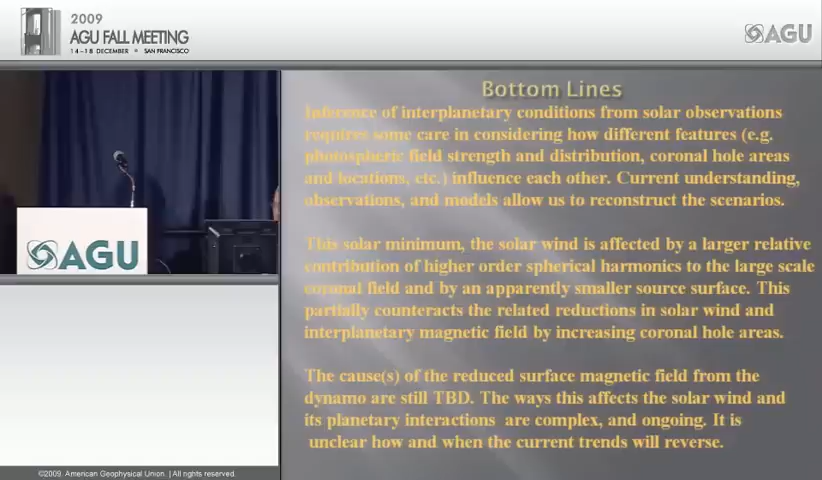 2009
AGU FALL MEETING
14-18 DECEMBER • SAN FRANCISCO
AGU
AGU
Bottom Lines
Inference of interplanetary conditions from solar observations
requires some care in considering how different features (e.g.
photospheric field strength and distribution, coronal hole areas
and locations, etc.) influence each other. Current understanding,
observations, and models allow us to reconstruct the scenarios.
This solar minimum, the solar wind is affected by a larger relative
contribution of higher order spherical harmonics to the large scale
coronal field and by an apparently smaller source surface. This
partially counteracts the related reductions in solar wind and
interplanetary magnetic field by increasing coronal hole areas.
The cause(s) of the reduced surface magnetic field from the
dynamo are still TBD. The ways this affects the solar wind and
its planetary interactions are complex, and ongoing. It is
unclear how and when the current trends will reverse.
©2009. American Geophysical Union. | All rights reserved.